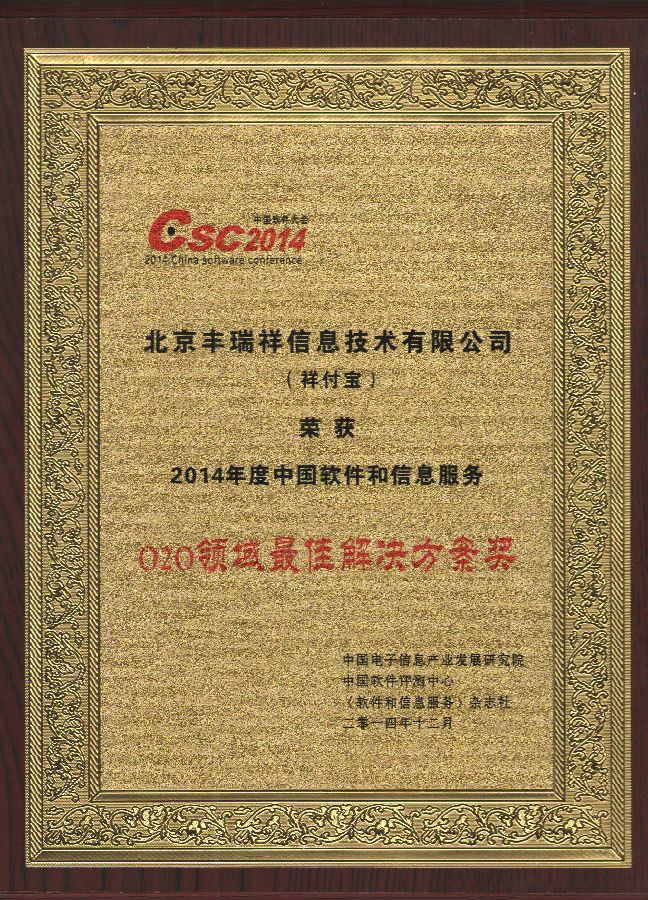 中国软件大会
CSC2014
2014 China software conference
北京丰瑞祥信息技术有限公司
（祥付宝）
荣获
2014年度中国软件和信息服务
O2O领域最佳解决方案奖
中国电子信息产业发展研究院
中国软件评测中心
《软件和信息服务》杂志社
二零一四年十二月